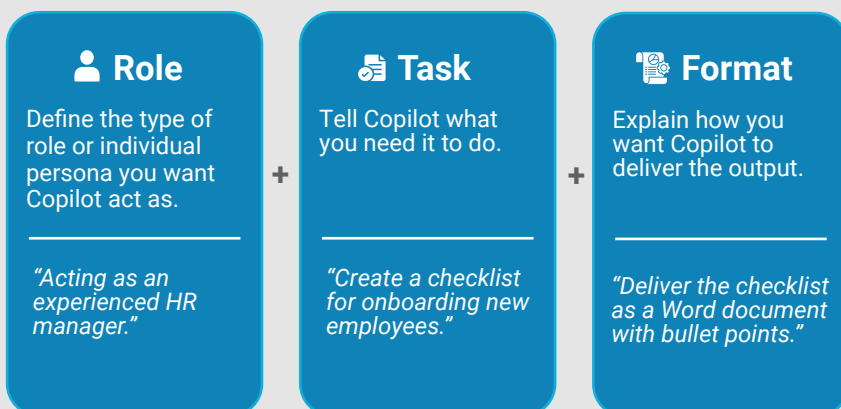 Role
Define the type of
role or individual
persona you want
Copilot act as.
“Acting as an
experienced HR
manager.”
+
Task
Tell Copilot what
you need it to do.
“Create a checklist
for onboarding new
employees.”
+
Format
Explain how you
want Copilot to
deliver the output.
“Deliver the checklist
as a Word document
with bullet points.”